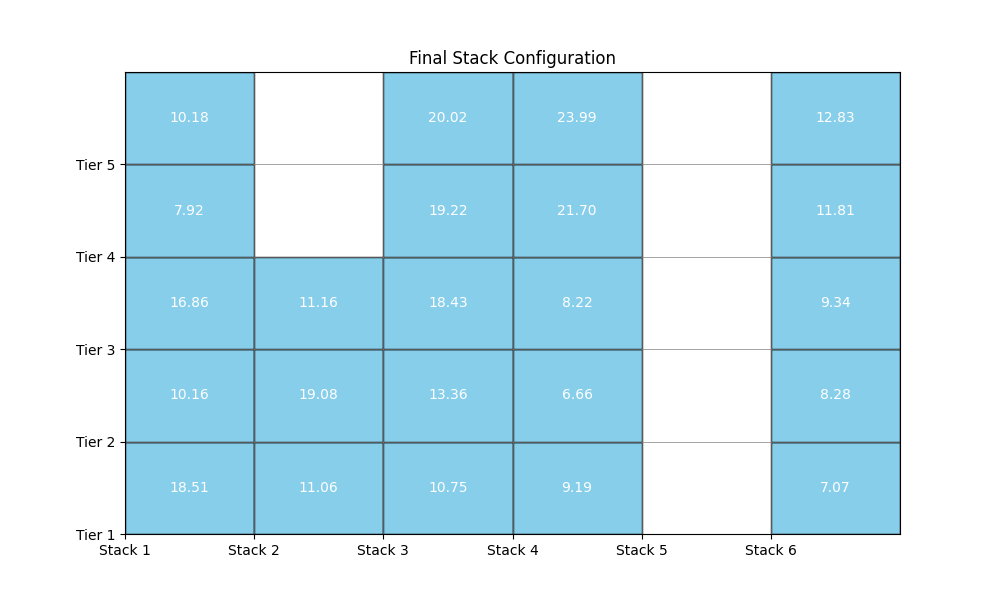 Final Stack Configuration
10.18 20.02 23.99 12.83
Tier 5
7.92 19.22 21.70 11.81
Tier 4
16.86 11.16 18.43 8.22 9.34
Tier 3
10.16 19.08 13.36 6.66 8.28
Tier 2
18.51 11.06 10.75 9.19 7.07
Tier 1
Stack 1 Stack 2 Stack 3 Stack 4 Stack 5 Stack 6